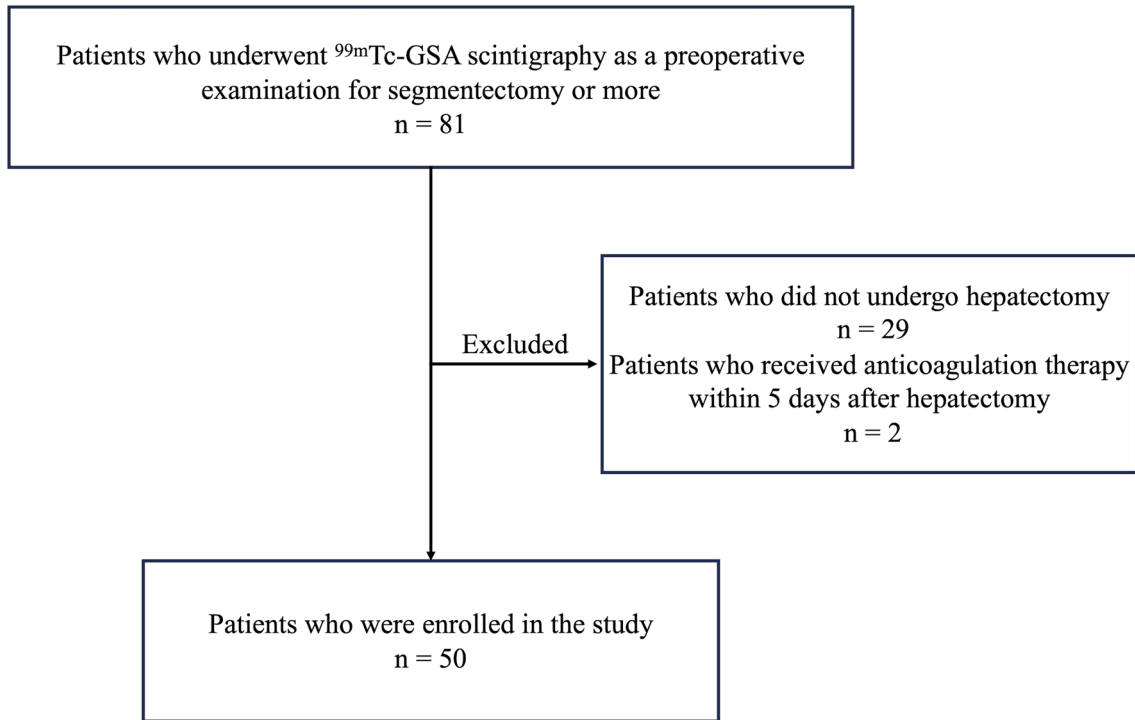 Patients who underwent ⁹⁹ᵐTc-GSA scintigraphy as a preoperative
examination for segmentectomy or more
n = 81
Excluded
Patients who did not undergo hepatectomy
n = 29
Patients who received anticoagulation therapy
within 5 days after hepatectomy
n = 2
Patients who were enrolled in the study
n = 50